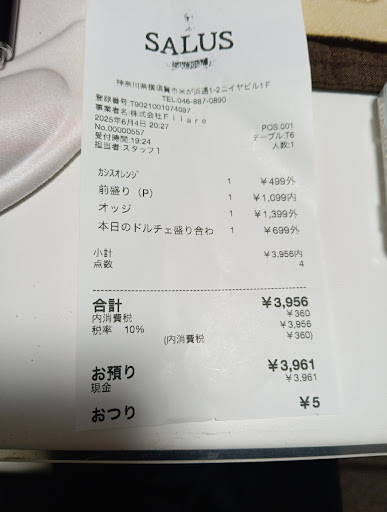 SALUS
神奈川県横須賀市米が浜通1-2ニイヤビル1F
TEL:046-887-0890
登録番号:T9021001074097
事業者名:株式会社Filare
2025年6月4日 20:27 POS:001
No.00000557 テーブル:T6
受付時間:19:24 人数:1
担当者:スタッフ1
カシスオレンジ 1 ¥499外
前盛り (P) 1 ¥1,099内
オッジ 1 ¥1,399外
本日のドルチェ盛り合わ 1 ¥699外
小計 ¥3,956内
点数 4
合計 ¥3,956
内消費税 ¥360
税率 10% ¥3,956
(内消費税 ¥360)
お預り ¥3,961
現金 ¥3,961
おつり ¥5